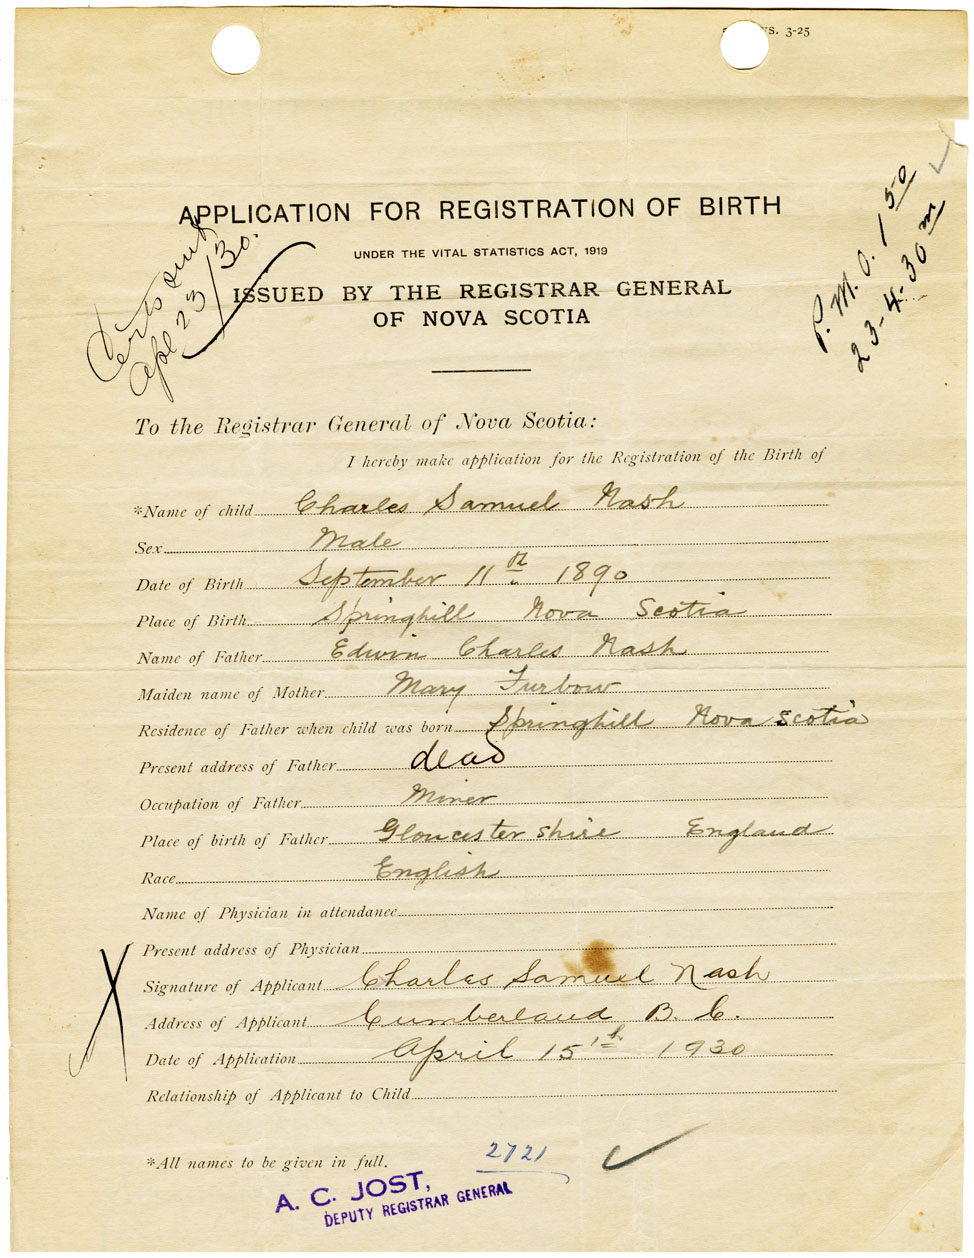 VS. 3-25
APPLICATION FOR REGISTRATION OF BIRTH
UNDER THE VITAL STATISTICS ACT, 1919
ISSUED BY THE REGISTRAR GENERAL
OF NOVA SCOTIA
Certs
Apl 23/30.
P. M. O. 1 50
23-4-30 m
To the Registrar General of Nova Scotia:
I hereby make application for the Registration of the Birth of
*Name of child Charles Samuel Nash
Sex Male
Date of Birth September 11th 1890
Place of Birth Springhill Nova Scotia
Name of Father Edwin Charles Nash
Maiden name of Mother Mary Furbow
Residence of Father when child was born Springhill Nova Scotia
Present address of Father dead
Occupation of Father Miner
Place of birth of Father Gloucester shire England
Race English
Name of Physician in attendance
Present address of Physician
X
Signature of Applicant Charles Samuel Nash
Address of Applicant Cumberland B. C.
Date of Application April 15th 1930
Relationship of Applicant to Child
*All names to be given in full.
2721
A. C. JOST,
DEPUTY REGISTRAR GENERAL